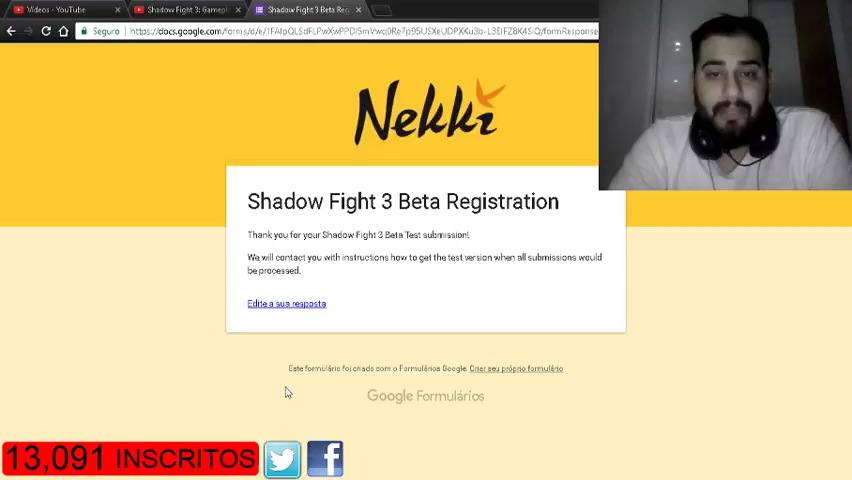 Vídeos - YouTube
Shadow Fight 3: Gamepl
Shadow Fight 3 Beta Reg
Seguro
Nekki
Shadow Fight 3 Beta Registration
Thank you for your Shadow Fight 3 Beta Test submission!
We will contact you with instructions how to get the test version when all submissions would
be processed.
Edite a sua resposta
Este formulário foi criado com o Formulários Google. Criar seu próprio formulário
Google Formulários
13,091 INSCRITOS